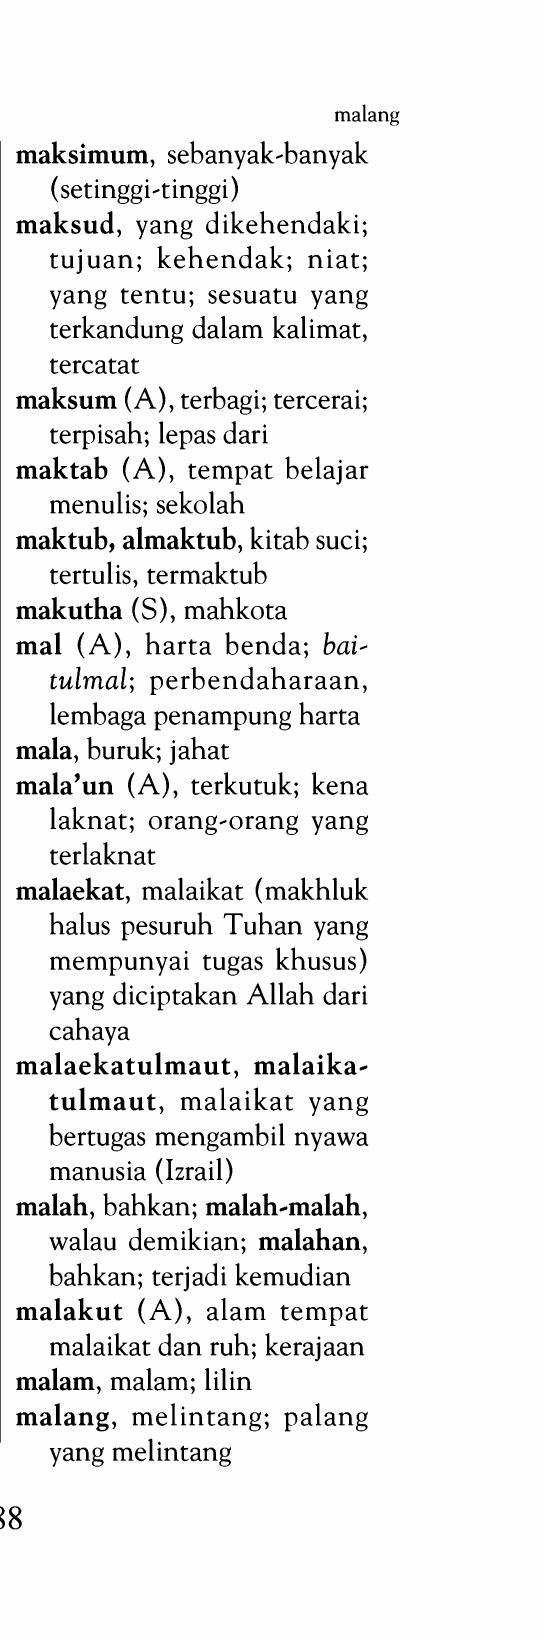 malang
maksimum, sebanyak-banyak
(setinggi-tinggi)
maksud, yang dikehendaki;
tujuan; kehendak; niat;
yang tentu; sesuatu yang
terkandung dalam kalimat,
tercatat
maksum (A), terbagi; tercerai;
terpisah; lepas dari
maktab (A), tempat belajar
menulis; sekolah
maktub, almaktub, kitab suci;
tertulis, termaktub
makutha (S), mahkota
mal (A), harta benda; bai-
tulmal; perbendaharaan,
lembaga penampung harta
mala, buruk; jahat
mala’un (A), terkutuk; kena
laknat; orang-orang yang
terlaknat
malaekat, malaikat (makhluk
halus pesuruh Tuhan yang
mempunyai tugas khusus)
yang diciptakan Allah dari
cahaya
malaekatulmaut, malaika-
tulmaut, malaikat yang
bertugas mengambil nyawa
manusia (Izrail)
malah, bahkan; malah-malah,
walau demikian; malahan,
bahkan; terjadi kemudian
malakut (A), alam tempat
malaikat dan ruh; kerajaan
malam, malam; lilin
malang, melintang; palang
yang melintang
88